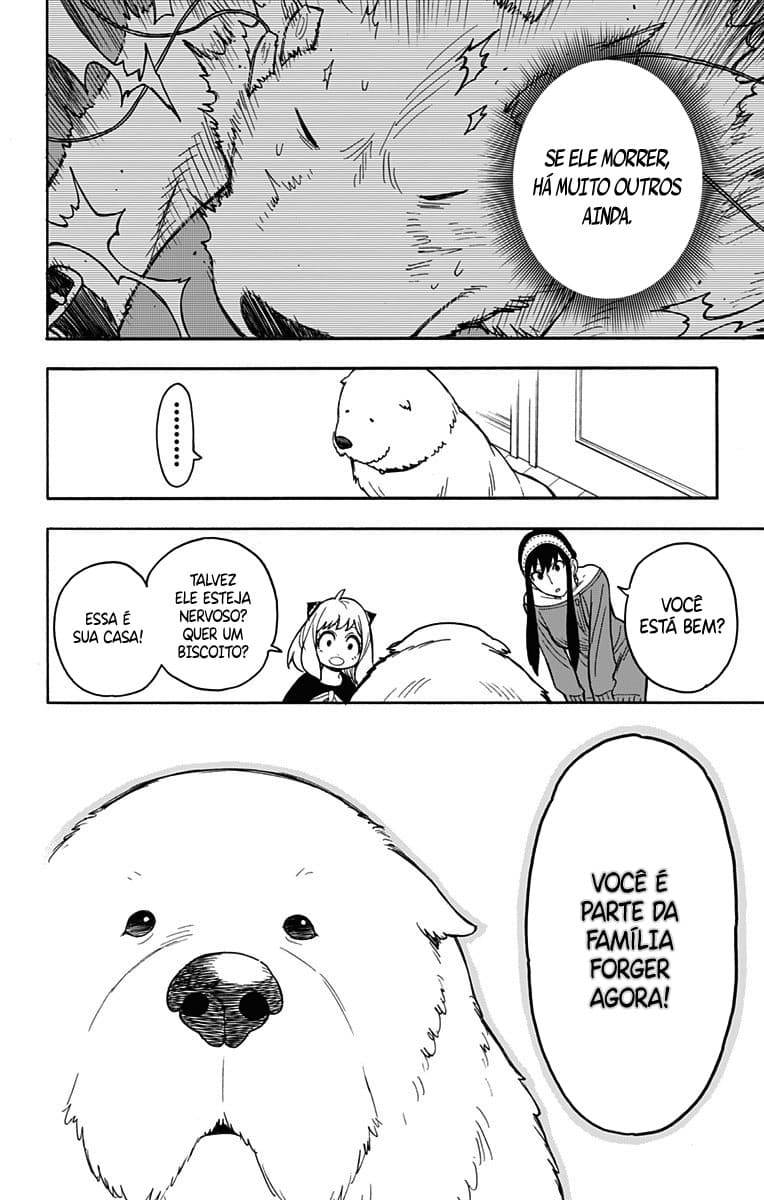 SE ELE MORRER,
HÁ MUITO OUTROS
AINDA.
........
VOCÊ
ESTÁ BEM?
TALVEZ
ELE ESTEJA
NERVOSO?
QUER UM
BISCOITO?
ESSA É
SUA CASA!
VOCÊ É
PARTE DA
FAMÍLIA
FORGER
AGORA!